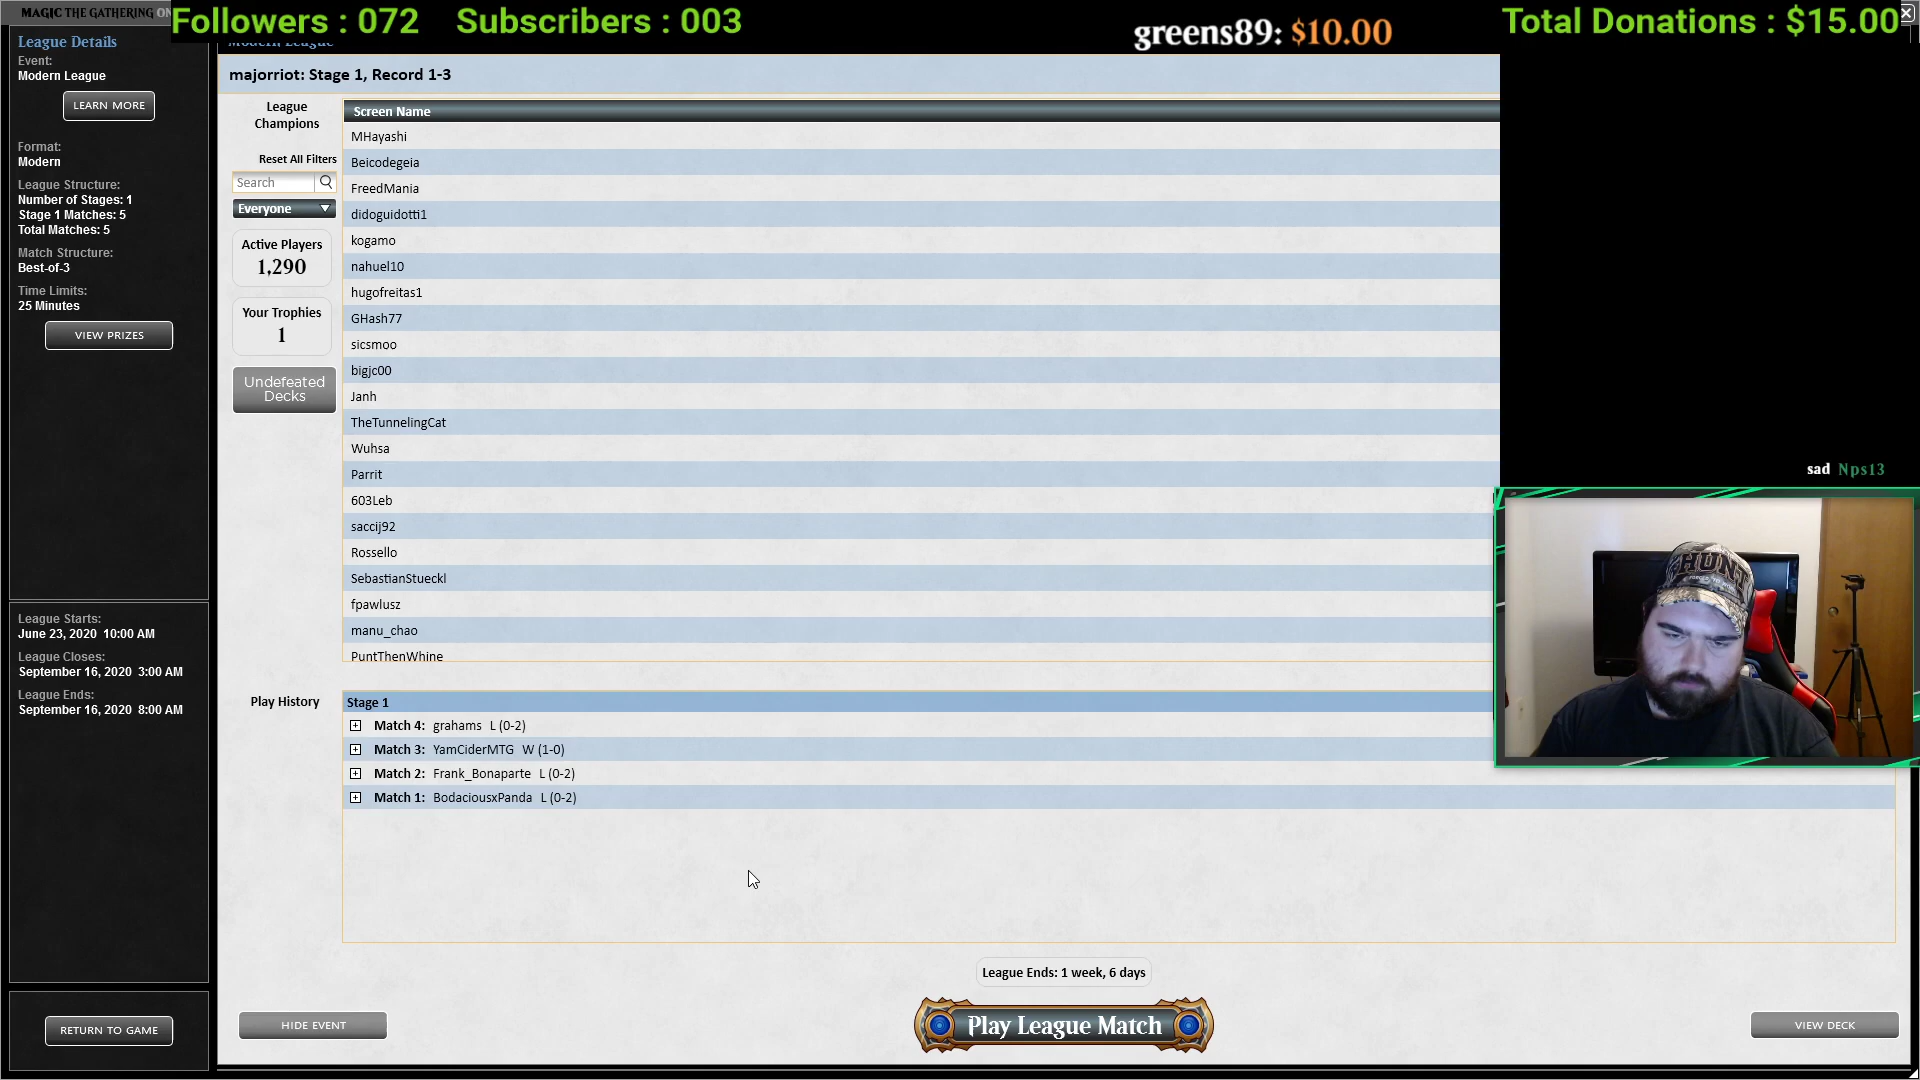 MAGIC THE GATHERING ON
Followers : 072 Subscribers : 003
greens89: $10.00
Total Donations : $15.00
League Details
Event:
Modern League
LEARN MORE
Format:
Modern
League Structure:
Number of Stages: 1
Stage 1 Matches: 5
Total Matches: 5
Match Structure:
Best-of-3
Time Limits:
25 Minutes
VIEW PRIZES
League Starts:
June 23, 2020 10:00 AM
League Closes:
September 16, 2020 3:00 AM
League Ends:
September 16, 2020 8:00 AM
RETURN TO GAME
Modern League
majorriot: Stage 1, Record 1-3
League
Champions
Reset All Filters
Search
Everyone
Active Players
1,290
Your Trophies
1
Undefeated
Decks
Screen Name
MHayashi
Beicodegeia
FreedMania
didoguidotti1
kogamo
nahuel10
hugofreitas1
GHash77
sicsmoo
bigjc00
Janh
TheTunnelingCat
Wuhsa
Parrit
603Leb
saccij92
Rossello
SebastianStueckl
fpawlusz
manu_chao
PuntThenWhine
sad Nps13
HUNT
Play History
Stage 1
Match 4: grahams L (0-2)
Match 3: YamCiderMTG W (1-0)
Match 2: Frank_Bonaparte L (0-2)
Match 1: BodaciousxPanda L (0-2)
League Ends: 1 week, 6 days
HIDE EVENT
Play League Match
VIEW DECK